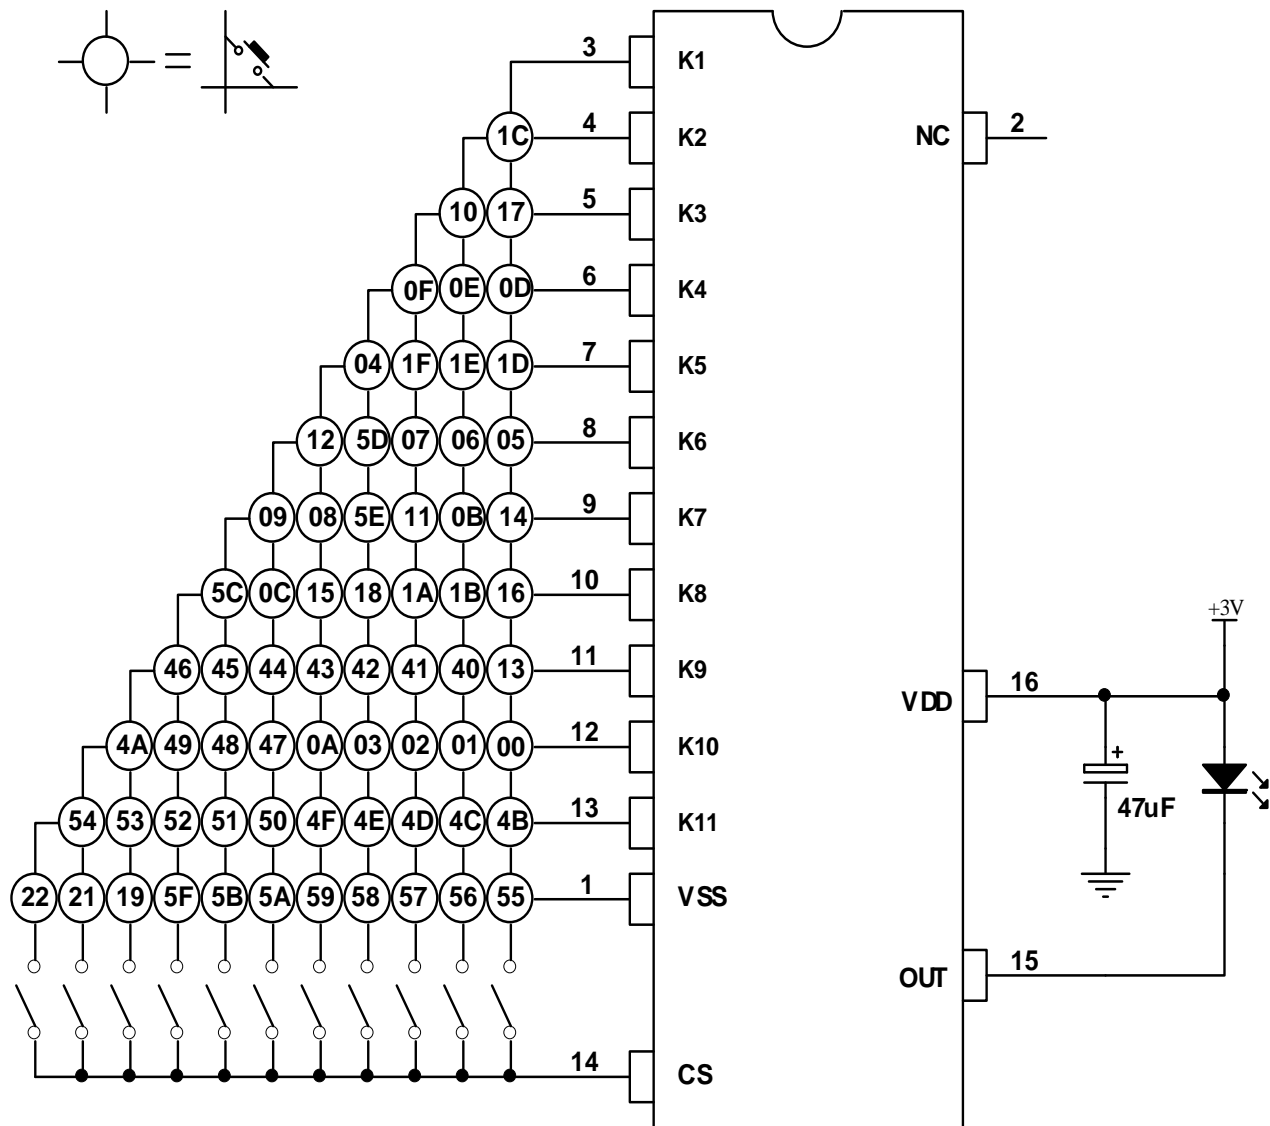 3 K1
1C 4 K2 NC 2
10 17 5 K3
0F 0E 0D 6 K4
04 1F 1E 1D 7 K5
12 5D 07 06 05 8 K6
09 08 5E 11 0B 14 9 K7
5C 0C 15 18 1A 1B 16 10 K8
+3V
46 45 44 43 42 41 40 13 11 K9
VDD 16
4A 49 48 47 0A 03 02 01 00 12 K10
+
47uF
54 53 52 51 50 4F 4E 4D 4C 4B 13 K11
22 21 19 5F 5B 5A 59 58 57 56 55 1 VSS
OUT 15
14 CS